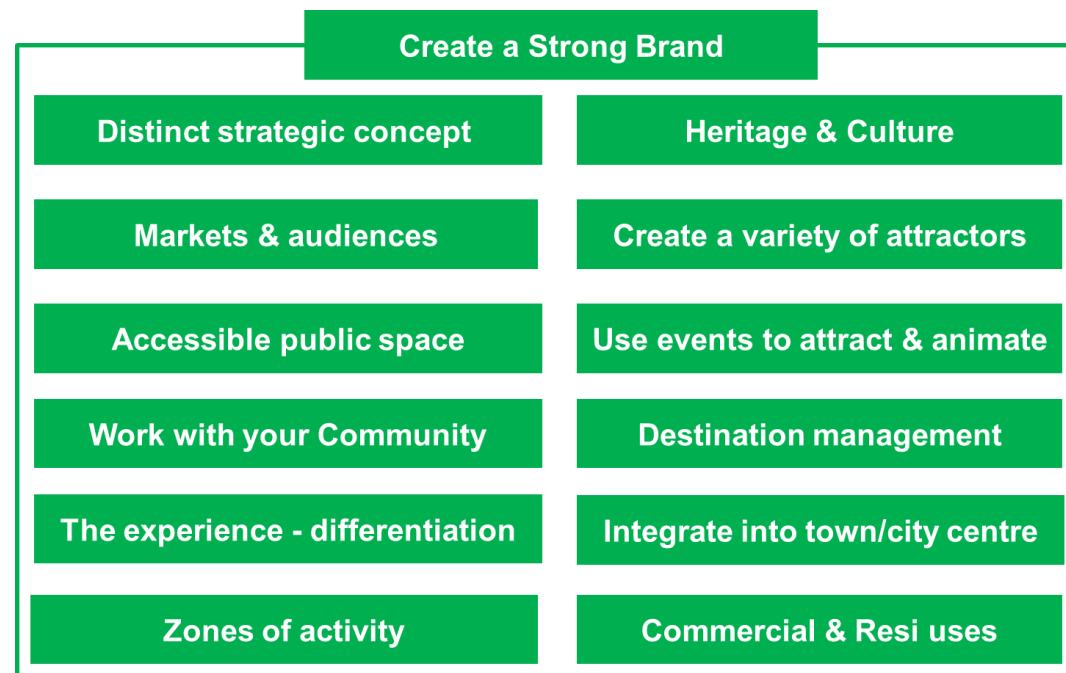 Create a Strong Brand
Distinct strategic concept
Heritage & Culture
Markets & audiences
Create a variety of attractors
Accessible public space
Use events to attract & animate
Work with your Community
Destination management
The experience - differentiation
Integrate into town/city centre
Zones of activity
Commercial & Resi uses